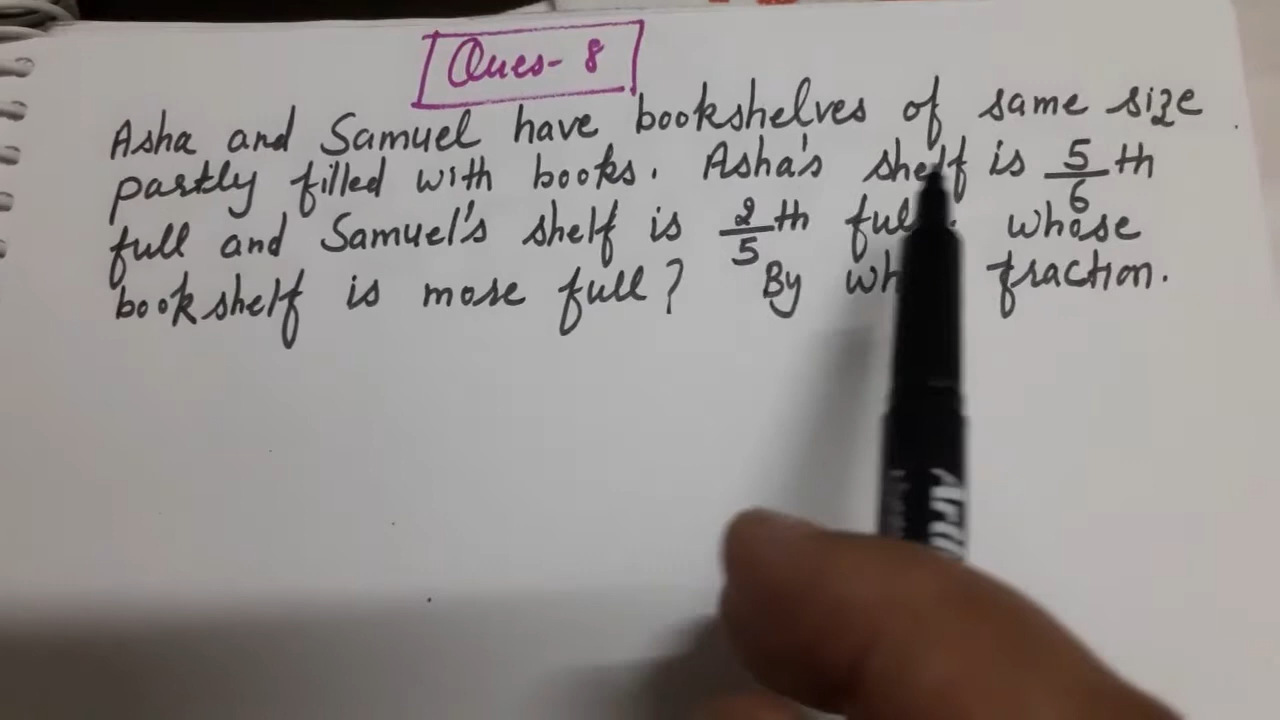 Ques- 8
Asha and Samuel have bookshelves of same size
partly filled with books. Asha's shelf is 5/6 th
full and Samuel's shelf is 2/5 th full. whose
bookshelf is more full? By fraction.